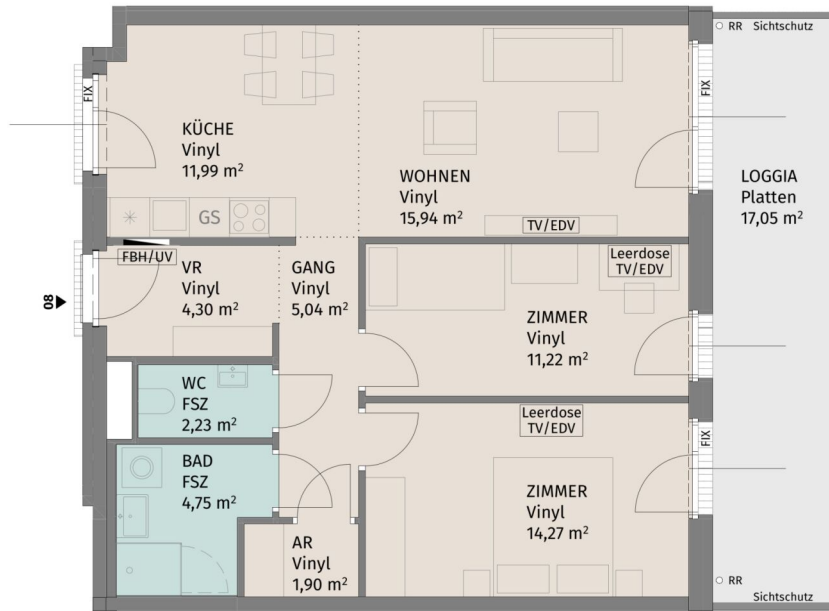 RR Sichtschutz
FIX
FIX
KÜCHE
Vinyl
11,99 m²
WOHNEN
Vinyl
15,94 m²
LOGGIA
Platten
17,05 m²
GS
TV/EDV
FBH/UV
VR
Vinyl
4,30 m²
GANG
Vinyl
5,04 m²
Leerdose
TV/EDV
08
ZIMMER
Vinyl
11,22 m²
WC
FSZ
2,23 m²
Leerdose
TV/EDV
FIX
BAD
FSZ
4,75 m²
ZIMMER
Vinyl
14,27 m²
AR
Vinyl
1,90 m²
RR
Sichtschutz